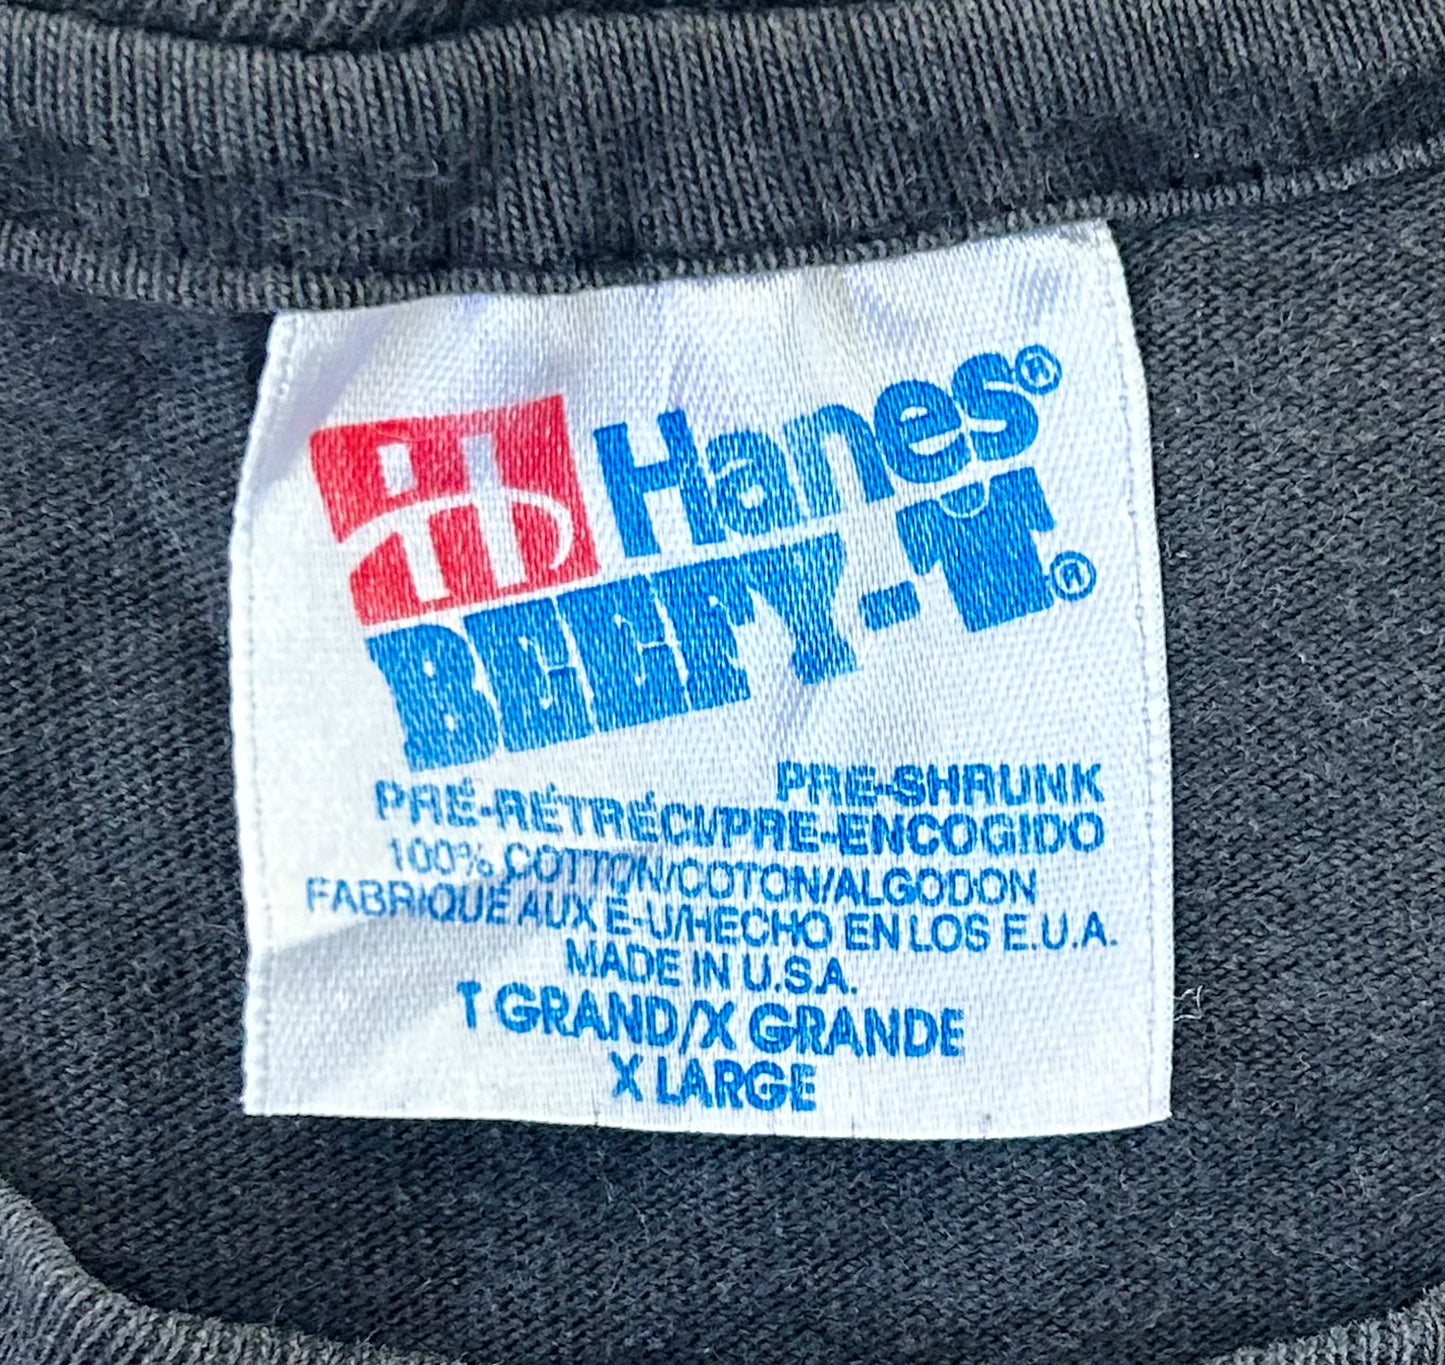 Hanes®
BEEFY-T®
PRE-SHRUNK
PRÉ-RÉTRÉCI/PRE-ENCOGIDO
100% COTTON/COTON/ALGODON
FABRIQUÉ AUX É-U/HECHO EN LOS E.U.A.
MADE IN U.S.A.
T GRAND/X GRANDE
X LARGE